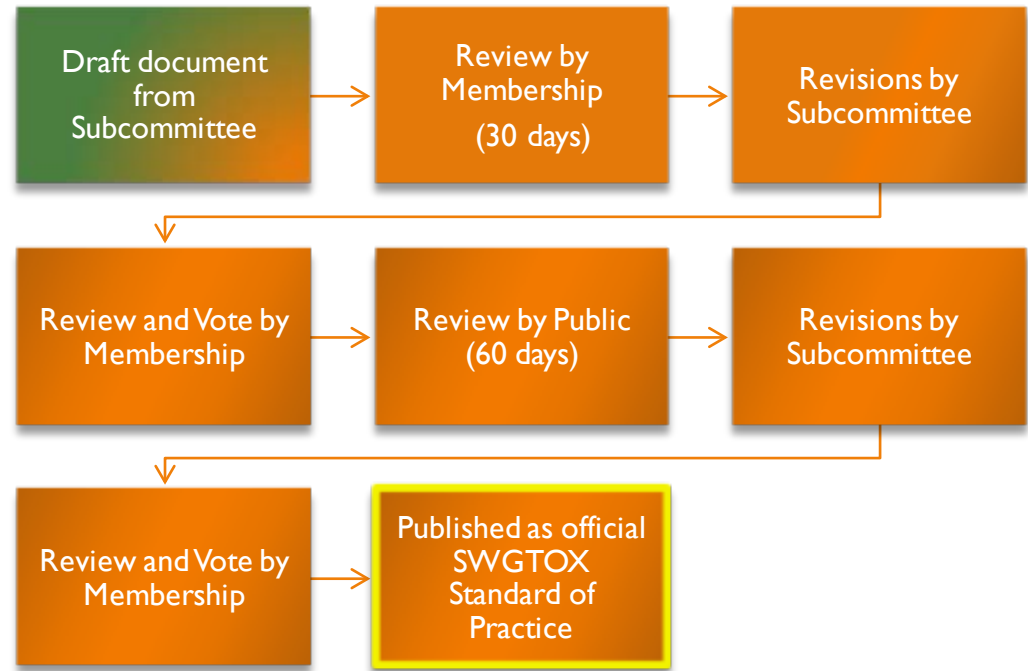 Draft document
from
Subcommittee
Review by
Membership
(30 days)
Revisions by
Subcommittee
Review and Vote by
Membership
Review by Public
(60 days)
Revisions by
Subcommittee
Review and Vote by
Membership
Published as official
SWGTOX
Standard of
Practice